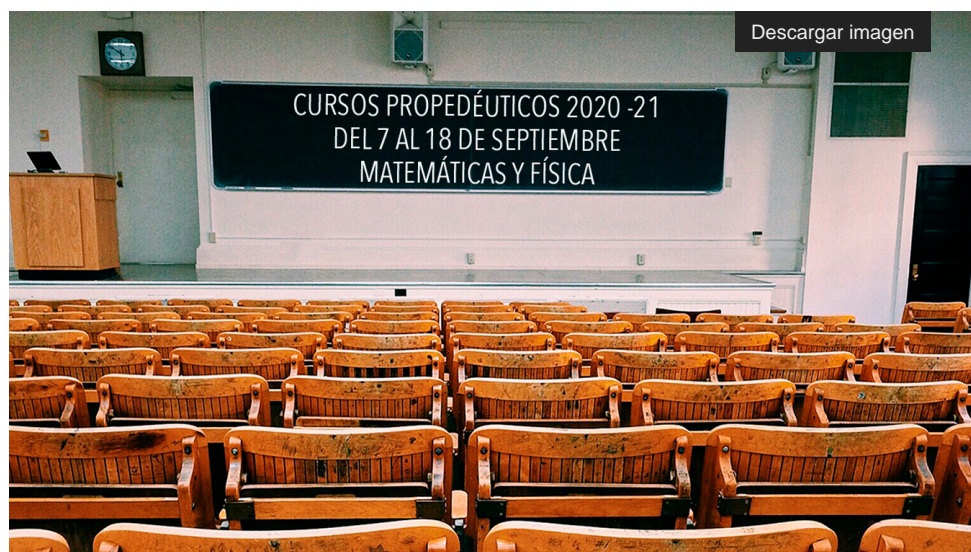 Descargar imagen
CURSOS PROPEDÉUTICOS 2020 -21
DEL 7 AL 18 DE SEPTIEMBRE
MATEMÁTICAS Y FÍSICA